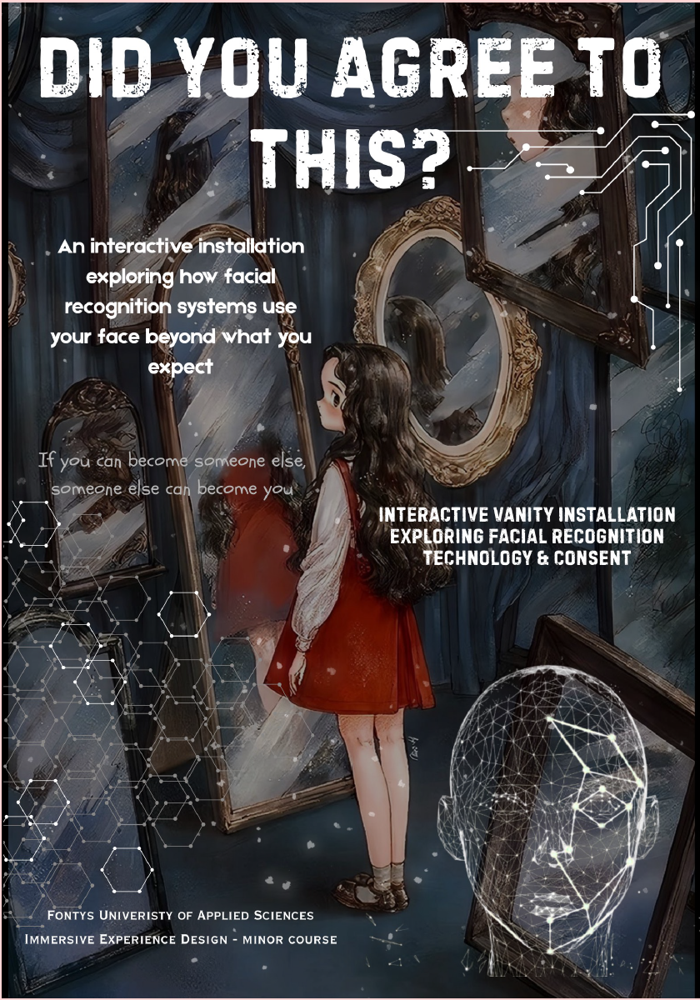 DID YOU AGREE TO
THIS?
An interactive installation
exploring how facial
recognition systems use
your face beyond what you
expect
If you can become someone else,
someone else can become you
INTERACTIVE VANITY INSTALLATION
EXPLORING FACIAL RECOGNITION
TECHNOLOGY & CONSENT
FONTYS UNIVERISTY OF APPLIED SCIENCES
IMMERSIVE EXPERIENCE DESIGN - MINOR COURSE